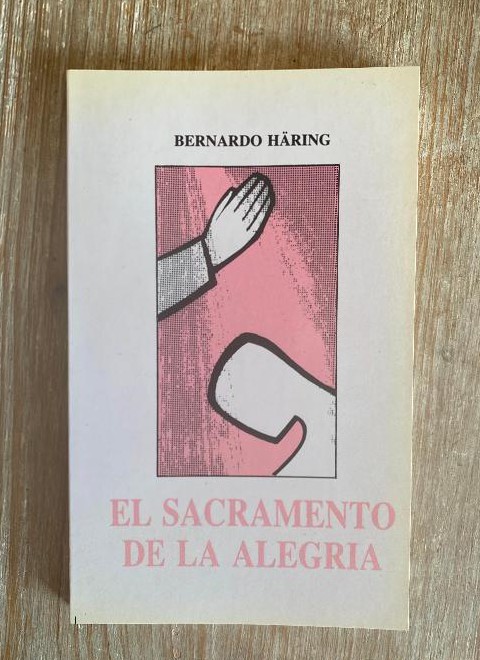 BERNARDO HÄRING
EL SACRAMENTO
DE LA ALEGRIA